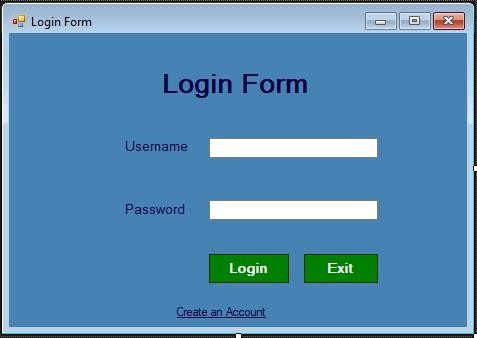 Login Form
Login Form
Username
Password
Login Exit
Create an Account